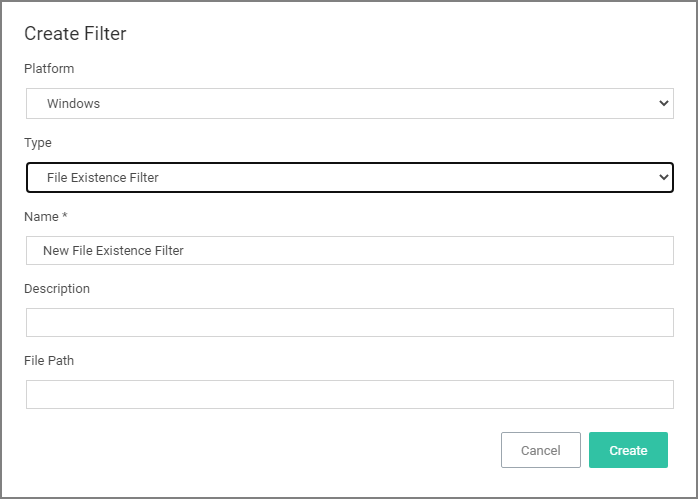 Create Filter
Platform
Windows
Type
File Existence Filter
Name *
New File Existence Filter
Description
File Path
Cancel
Create